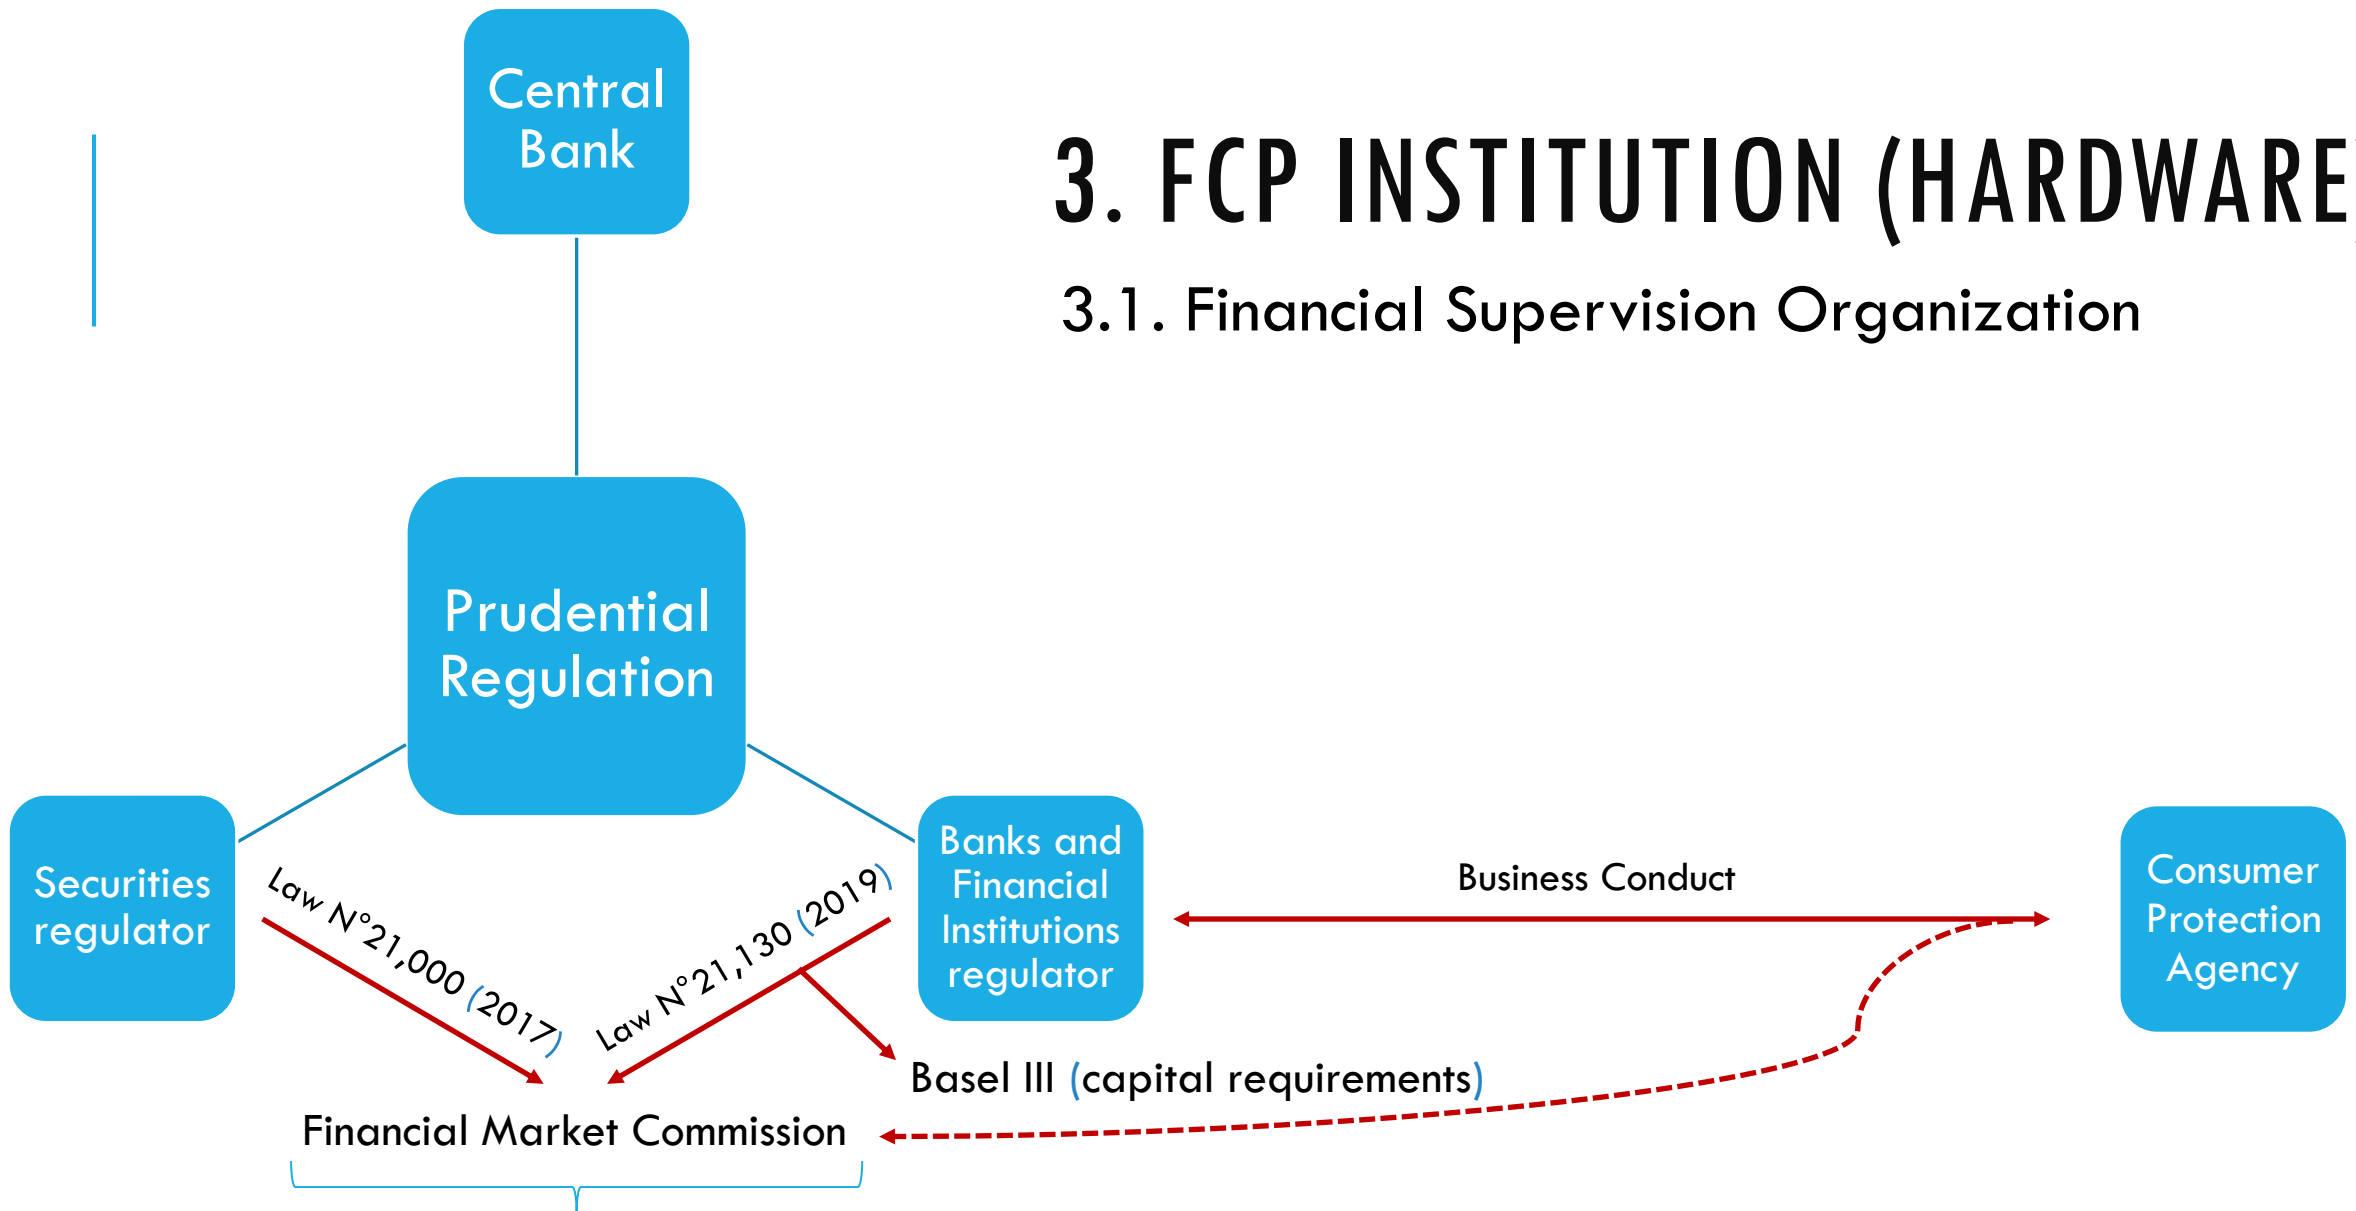 Central
Bank
3. FCP INSTITUTION (HARDWARE)
3.1. Financial Supervision Organization
Prudential
Regulation
Securities
regulator
Law N°21,000 (2017)
Law N°21,130 (2019)
Banks and
Financial
Institutions
regulator
Business Conduct
Consumer
Protection
Agency
Basel III (capital requirements)
Financial Market Commission